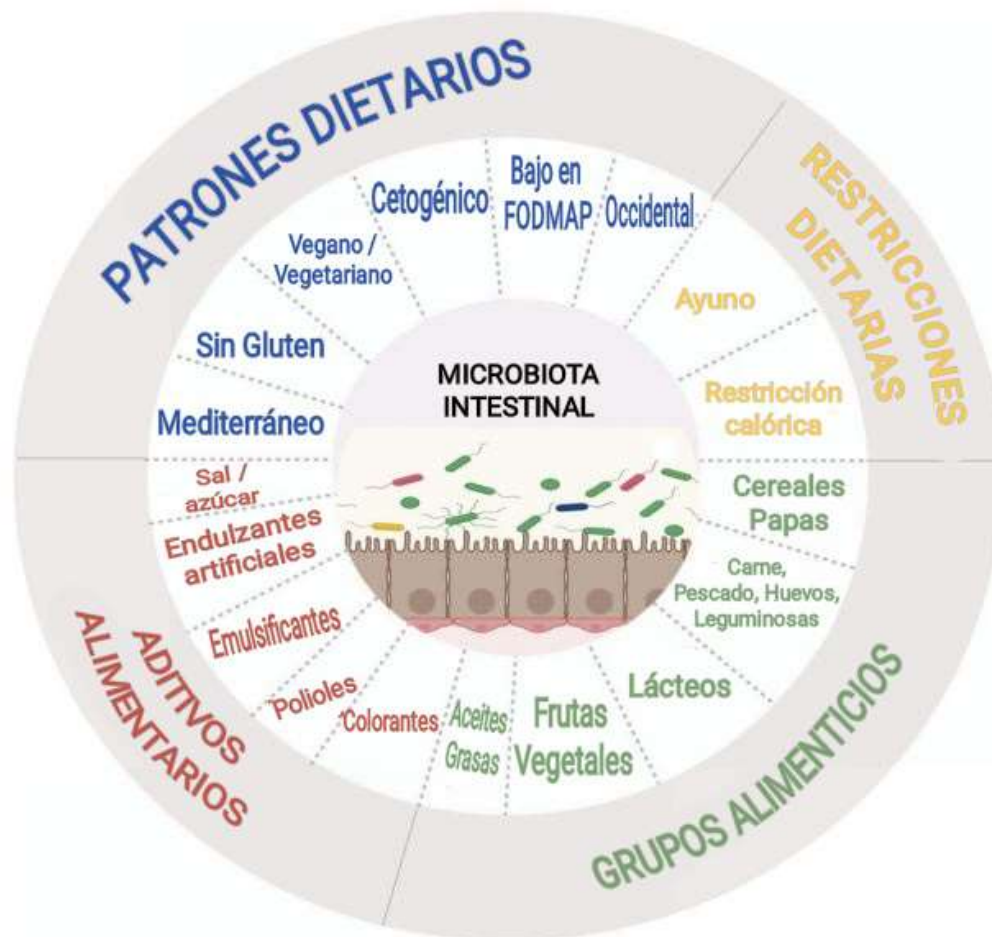 PATRONES DIETARIOS
RESTRICCIONES
DIETARIAS
Cetogénico
Bajo en
FODMAP
Occidental
Vegano /
Vegetariano
Ayuno
Sin Gluten
MICROBIOTA
INTESTINAL
Restricción
calórica
Mediterráneo
Sal /
azúcar
Cereales
Papas
Endulzantes
artificiales
Carne,
Pescado, Huevos,
Leguminosas
Emulsificantes
Lácteos
Polioles
Colorantes
Aceites
Grasas
Frutas
Vegetales
ADITIVOS
ALIMENTARIOS
GRUPOS ALIMENTICIOS